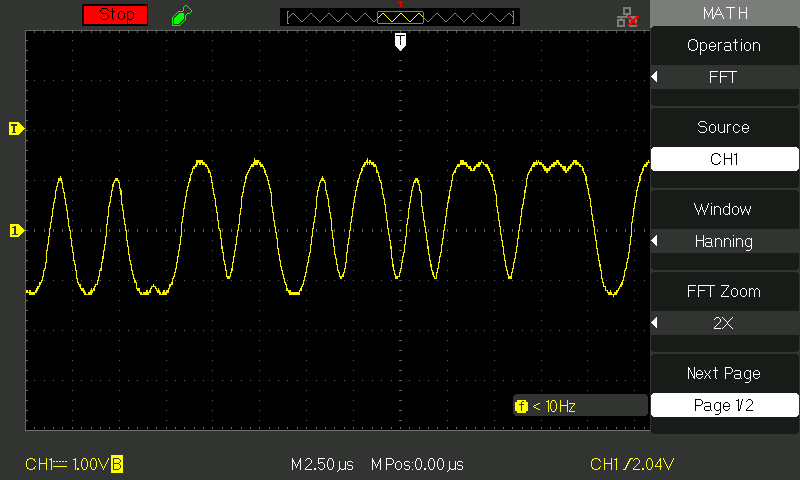 Stop
T
MATH
Operation
FFT
Source
CH1
Window
Hanning
FFT Zoom
2X
Next Page
Page 1/2
T
T
1
f < 10Hz
CH1 1.00V B M 2.50µs M Pos:0.00µs CH1 2.04V